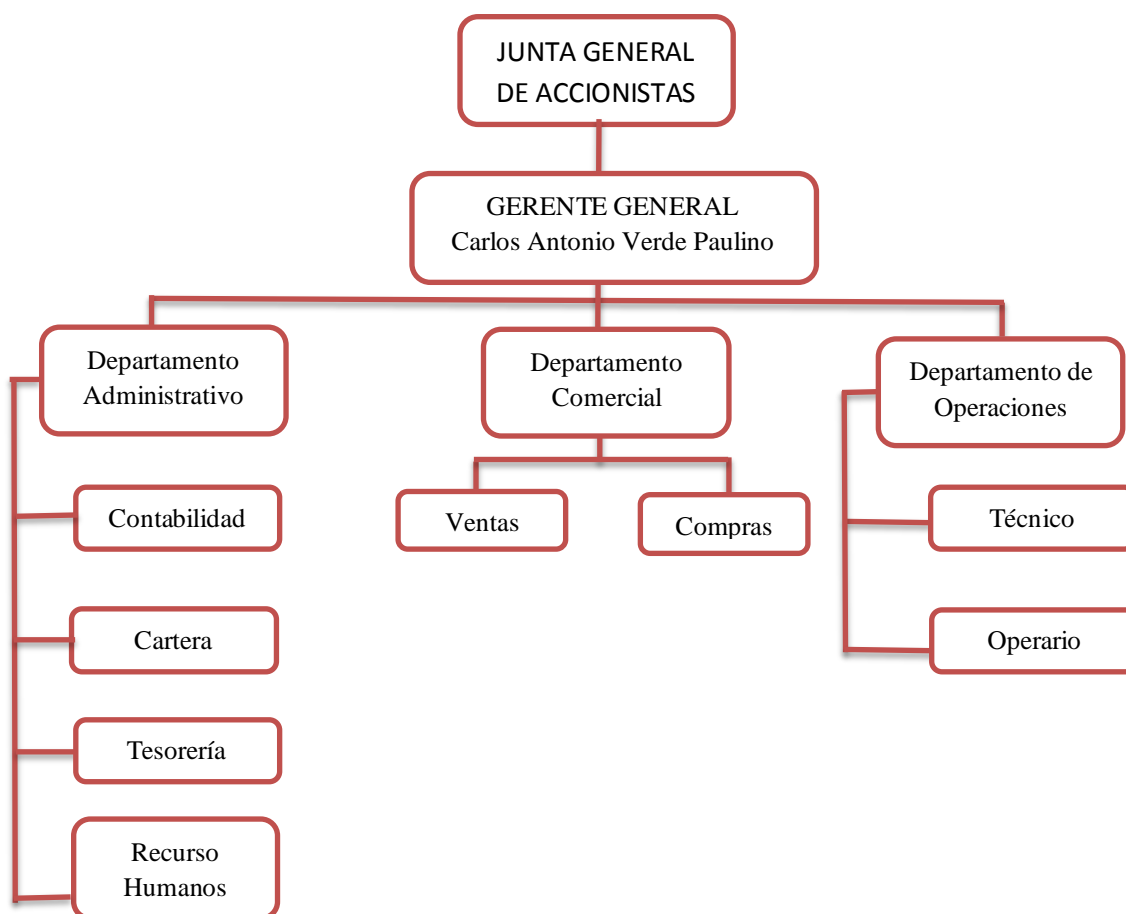 JUNTA GENERAL
DE ACCIONISTAS
GERENTE GENERAL
Carlos Antonio Verde Paulino
Departamento
Administrativo
Departamento
Comercial
Departamento de
Operaciones
Contabilidad
Ventas
Compras
Técnico
Cartera
Operario
Tesorería
Recurso
Humanos